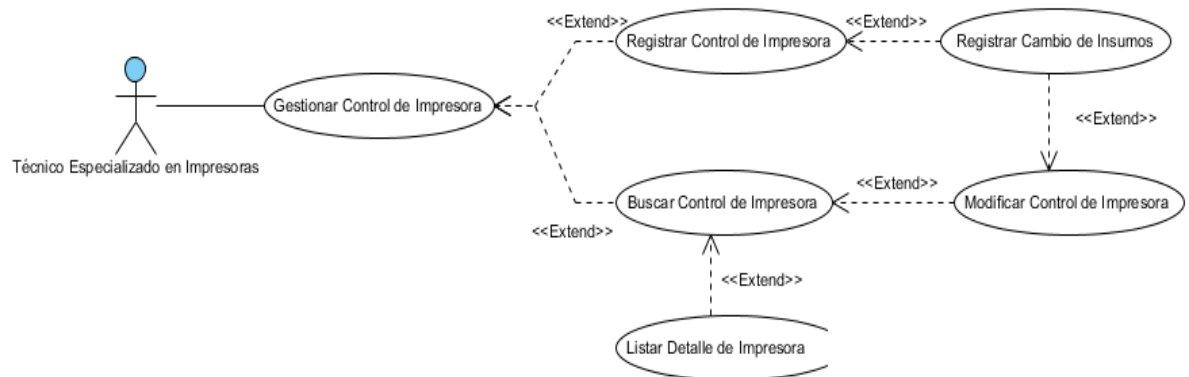 <<Extend>>
<<Extend>>
Registrar Control de Impresora
Registrar Cambio de Insumos
Gestionar Control de Impresora
<<Extend>>
Técnico Especializado en Impresoras
<<Extend>>
Buscar Control de Impresora
Modificar Control de Impresora
<<Extend>>
<<Extend>>
Listar Detalle de Impresora